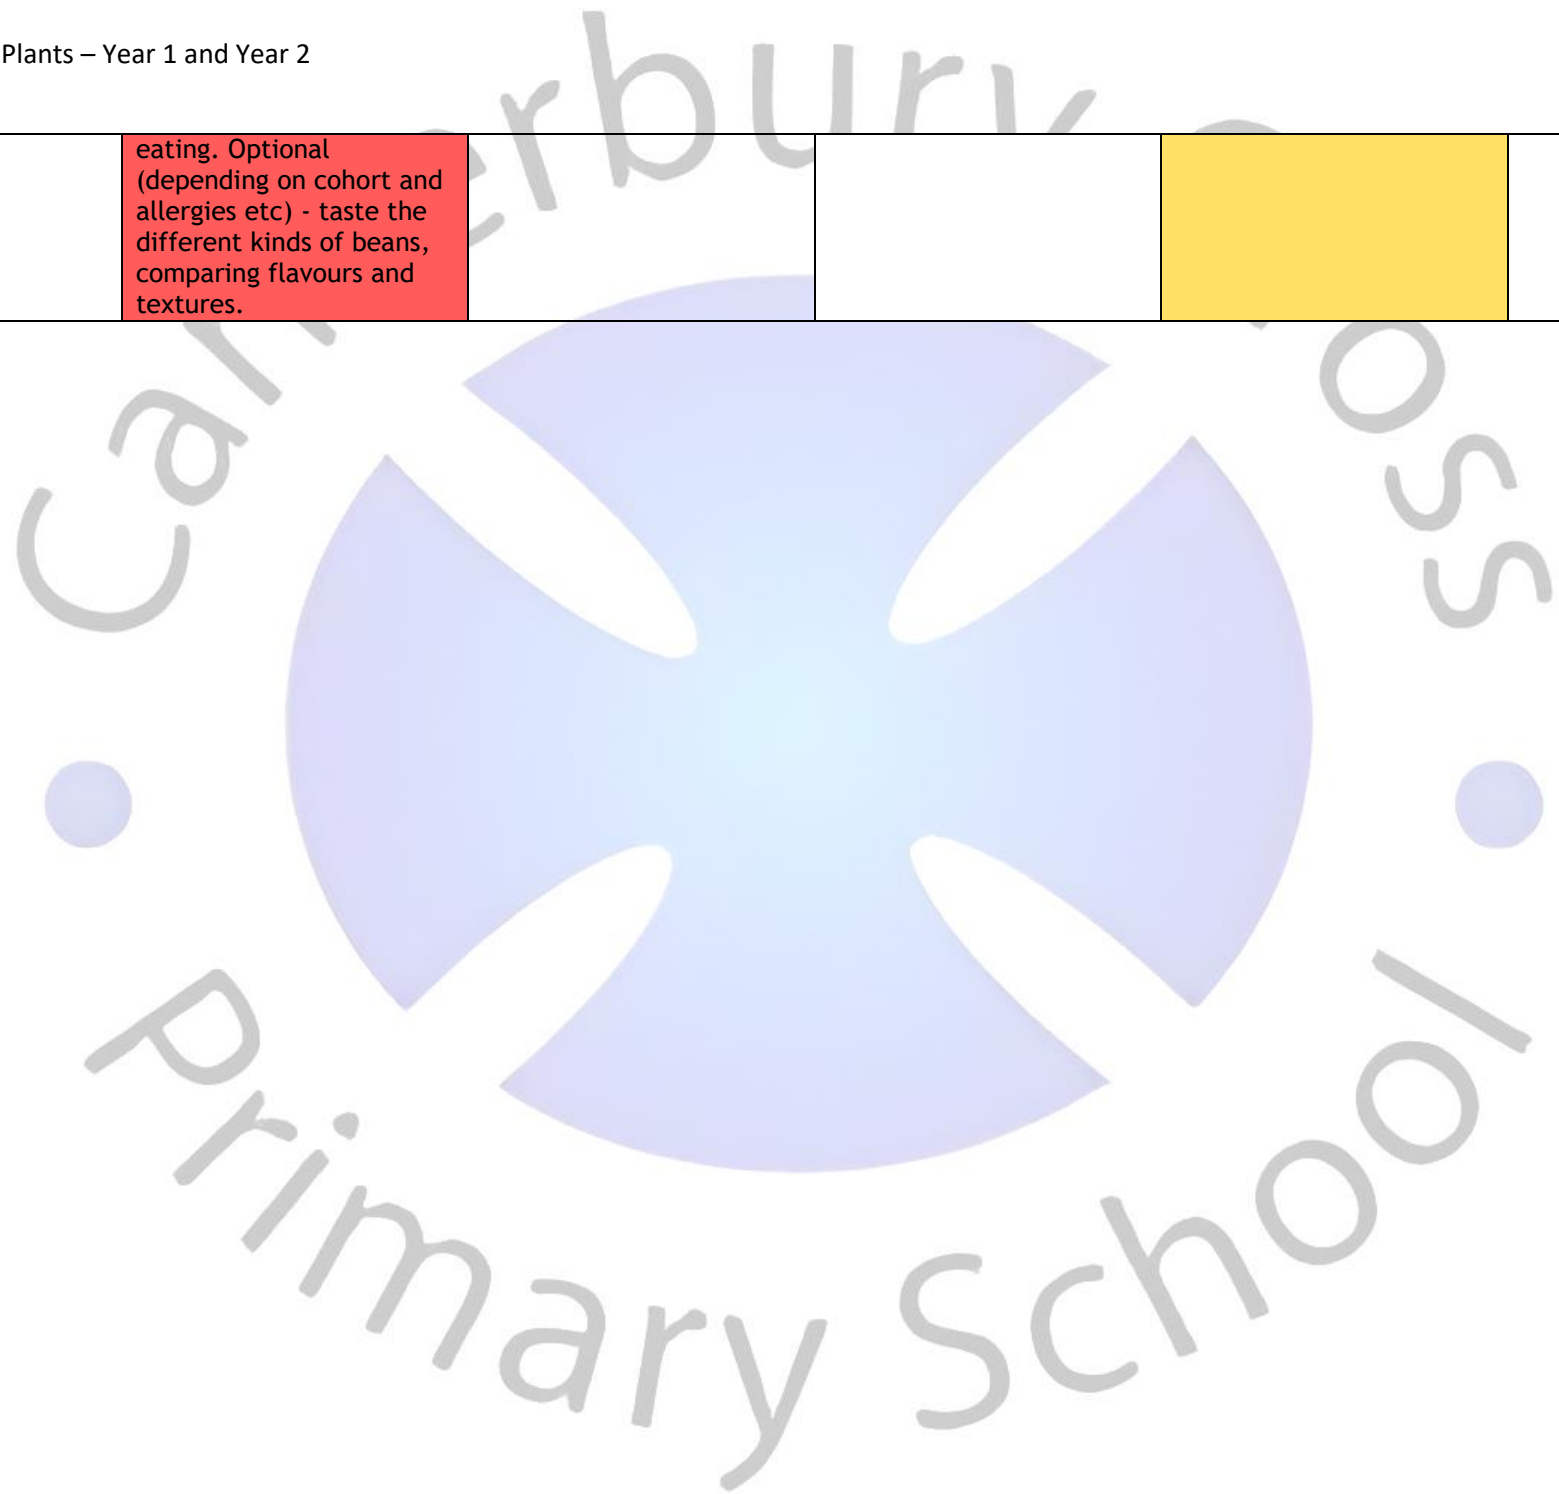 Plants – Year 1 and Year 2
eating. Optional
(depending on cohort and
allergies etc) - taste the
different kinds of beans,
comparing flavours and
textures.
Canterbury Cross
Primary School